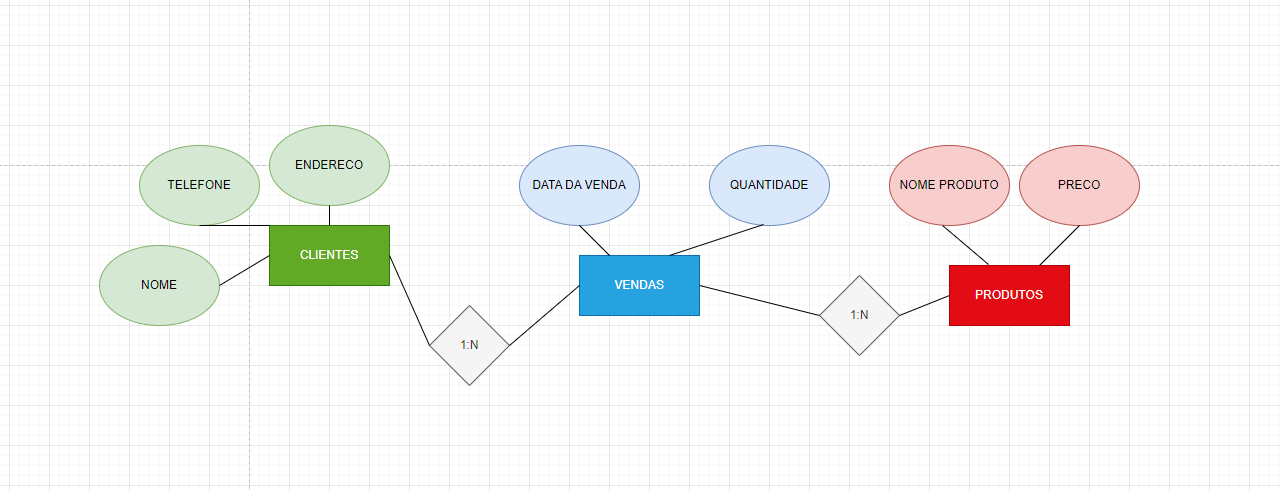 ENDERECO
TELEFONE
DATA DA VENDA
QUANTIDADE
NOME PRODUTO
PRECO
CLIENTES
NOME
VENDAS
PRODUTOS
1:N
1:N